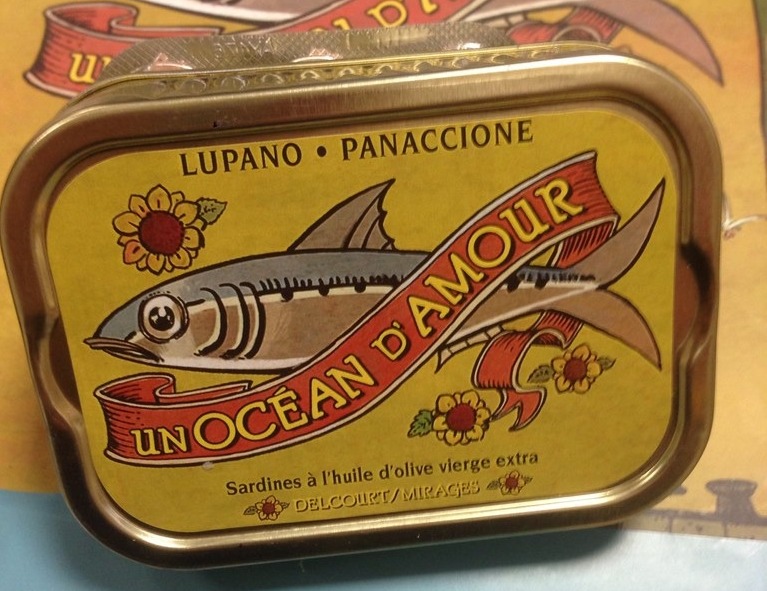 LUPANO • PANACCIONE
UN OCÉAN D'AMOUR
Sardines à l'huile d'olive vierge extra
DELCOURT/MIRAGES